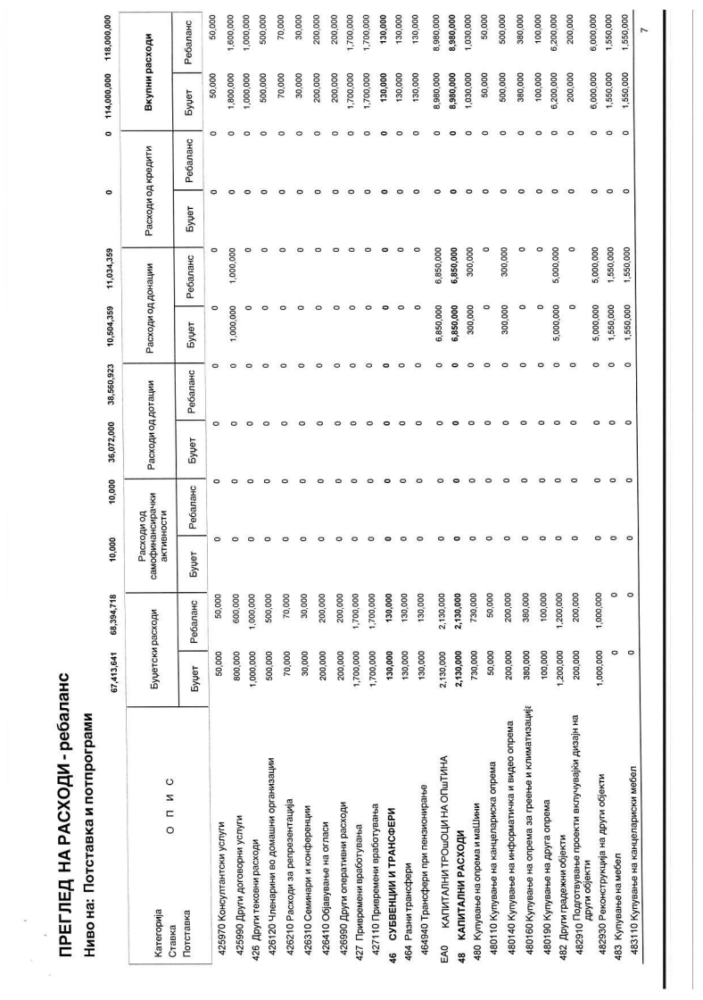 ПРЕГЛЕД НА РАСХОДИ - ребаланс
Ниво на: Потставка и потпрограми
67,413,641 68,394,718 10,000 10,000 36,072,000 38,560,923 10,504,359 11,034,359 0 0 114,000,000 118,000,000
Категорија
Ставка
Потставка
О П И С
Буџетски расходи
Расходи од
самофинансирачки
активности
Расходи од дотации
Расходи од донации
Расходи од кредити
Вкупни расходи
Буџет Ребаланс Буџет Ребаланс Буџет Ребаланс Буџет Ребаланс Буџет Ребаланс Буџет Ребаланс
425970 Консултантски услуги 50,000 50,000 0 0 0 0 0 0 0 0 50,000 50,000
425990 Други договорни услуги 800,000 600,000 0 0 0 0 1,000,000 1,000,000 0 0 1,800,000 1,600,000
426 Други тековни расходи 1,000,000 1,000,000 0 0 0 0 0 0 0 0 1,000,000 1,000,000
426120 Членарини во домашни организации 500,000 500,000 0 0 0 0 0 0 0 0 500,000 500,000
426210 Расходи за репрезентација 70,000 70,000 0 0 0 0 0 0 0 0 70,000 70,000
426310 Семинари и конференции 30,000 30,000 0 0 0 0 0 0 0 0 30,000 30,000
426410 Објавување на огласи 200,000 200,000 0 0 0 0 0 0 0 0 200,000 200,000
426990 Други оперативни расходи 200,000 200,000 0 0 0 0 0 0 0 0 200,000 200,000
427 Привремени вработувања 1,700,000 1,700,000 0 0 0 0 0 0 0 0 1,700,000 1,700,000
427110 Привремени вработувања 1,700,000 1,700,000 0 0 0 0 0 0 0 0 1,700,000 1,700,000
46 СУБВЕНЦИИ И ТРАНСФЕРИ 130,000 130,000 0 0 0 0 0 0 0 0 130,000 130,000
464 Разни трансфери 130,000 130,000 0 0 0 0 0 0 0 0 130,000 130,000
464940 Трансфери при пензионирање 130,000 130,000 0 0 0 0 0 0 0 0 130,000 130,000
ЕА0 КАПИТАЛНИ ТРОшОЦИ НА ОПшТИНА 2,130,000 2,130,000 0 0 0 0 6,850,000 6,850,000 0 0 8,980,000 8,980,000
48 КАПИТАЛНИ РАСХОДИ 2,130,000 2,130,000 0 0 0 0 6,850,000 6,850,000 0 0 8,980,000 8,980,000
480 Купување на опрема и маШини 730,000 730,000 0 0 0 0 300,000 300,000 0 0 1,030,000 1,030,000
480110 Купување на канцелариска опрема 50,000 50,000 0 0 0 0 0 0 0 0 50,000 50,000
480140 Купување на информатичка и видео опрема 200,000 200,000 0 0 0 0 300,000 300,000 0 0 500,000 500,000
480160 Купување на опрема за греење и климатизација 380,000 380,000 0 0 0 0 0 0 0 0 380,000 380,000
480190 Купување на друга опрема 100,000 100,000 0 0 0 0 0 0 0 0 100,000 100,000
482 Други градежни објекти 1,200,000 1,200,000 0 0 0 0 5,000,000 5,000,000 0 0 6,200,000 6,200,000
482910 Подготвување проекти вклучувајќи дизајн на 200,000 200,000 0 0 0 0 0 0 0 0 200,000 200,000
други објекти
482930 Реконструкција на други објекти 1,000,000 1,000,000 0 0 0 0 5,000,000 5,000,000 0 0 6,000,000 6,000,000
483 Купување на мебел 0 0 0 0 0 0 1,550,000 1,550,000 0 0 1,550,000 1,550,000
483110 Купување на канцелариски мебел 0 0 0 0 0 0 1,550,000 1,550,000 0 0 1,550,000 1,550,000
7